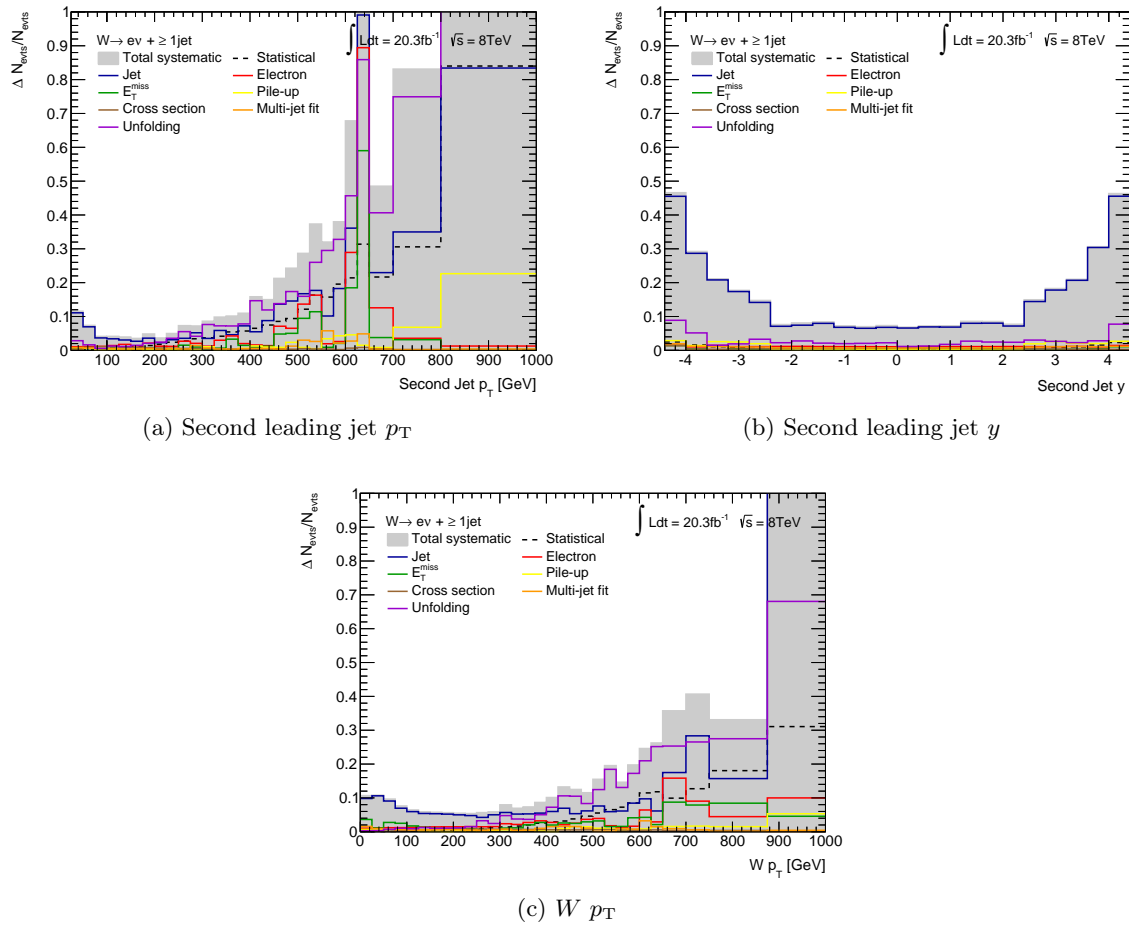 Δ N_evts/N_evts
W→ eν + ≥ 1jet
∫ Ldt = 20.3fb⁻¹ √s = 8TeV
Total systematic
Statistical
Jet
Electron
E_T^miss
Pile-up
Cross section
Multi-jet fit
Unfolding
1
0.9
0.8
0.7
0.6
0.5
0.4
0.3
0.2
0.1
0
100 200 300 400 500 600 700 800 900 1000
Second Jet p_T [GeV]
(a) Second leading jet p_T
Δ N_evts/N_evts
W→ eν + ≥ 1jet
∫ Ldt = 20.3fb⁻¹ √s = 8TeV
Total systematic
Statistical
Jet
Electron
E_T^miss
Pile-up
Cross section
Multi-jet fit
Unfolding
1
0.9
0.8
0.7
0.6
0.5
0.4
0.3
0.2
0.1
0
-4 -3 -2 -1 0 1 2 3 4
Second Jet y
(b) Second leading jet y
Δ N_evts/N_evts
W→ eν + ≥ 1jet
∫ Ldt = 20.3fb⁻¹ √s = 8TeV
Total systematic
Statistical
Jet
Electron
E_T^miss
Pile-up
Cross section
Multi-jet fit
Unfolding
1
0.9
0.8
0.7
0.6
0.5
0.4
0.3
0.2
0.1
0
0 100 200 300 400 500 600 700 800 900 1000
W p_T [GeV]
(c) W p_T